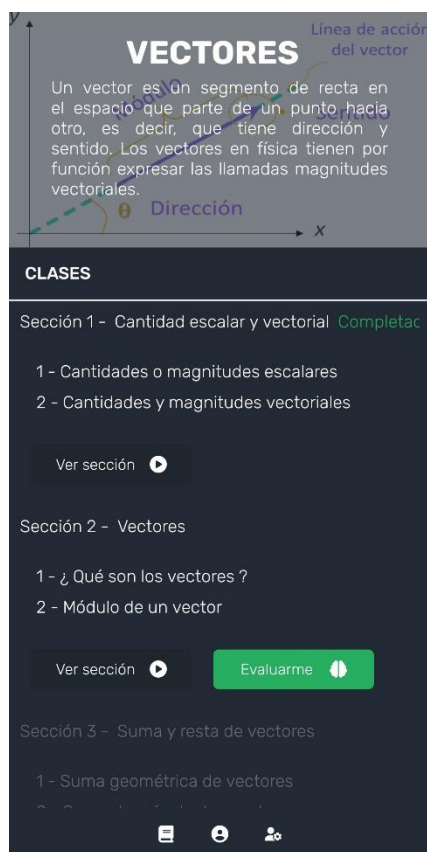 y
Línea de acción
del vector
VECTORES
Un vector es un segmento de recta en
el espacio que parte de un punto hacia
otro, es decir, que tiene dirección y
sentido. Los vectores en física tienen por
función expresar las llamadas magnitudes
vectoriales.
Módulo
Sentido
θ Dirección
x
CLASES
Sección 1 - Cantidad escalar y vectorial Completac
1 - Cantidades o magnitudes escalares
2 - Cantidades y magnitudes vectoriales
Ver sección
Sección 2 - Vectores
1 - ¿ Qué son los vectores ?
2 - Módulo de un vector
Ver sección Evaluarme
Sección 3 - Suma y resta de vectores
1 - Suma geométrica de vectores